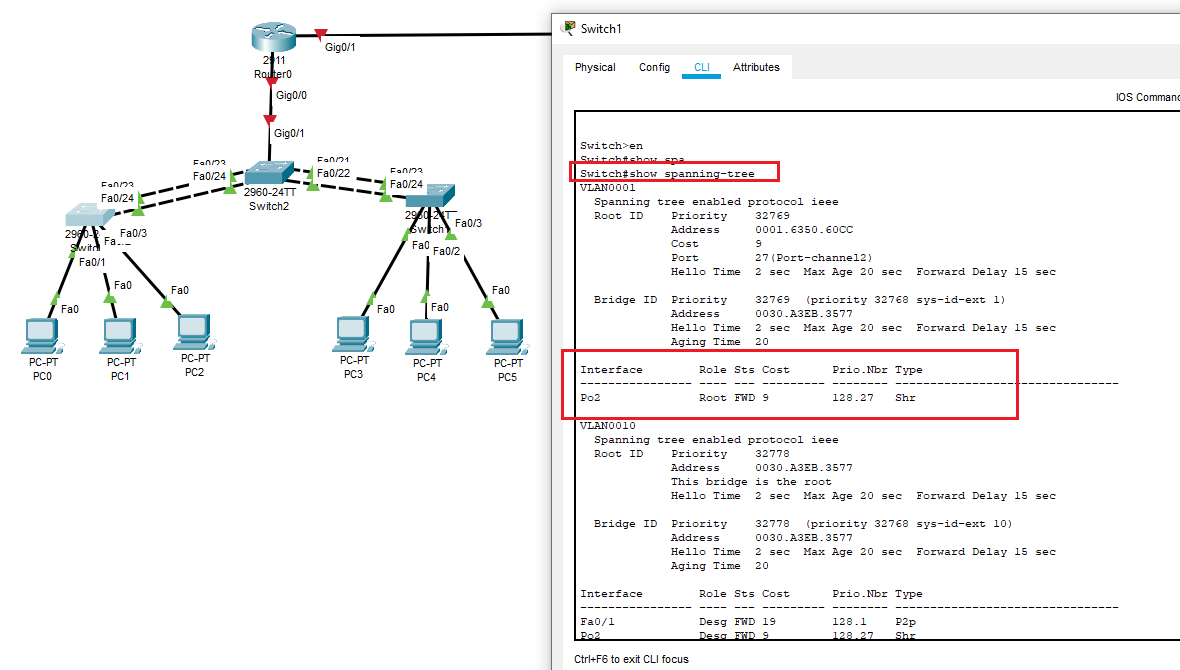 Gig0/1
2911
Router0
Gig0/0
Gig0/1
Fa0/23
Fa0/24
Fa0/21
Fa0/22
2960-24TT
Switch2
Fa0/23
Fa0/24
Fa0/23
Fa0/24
Fa0/3
Fa0/1
Fa0/3
Fa0
Fa0/2
Fa0
Fa0
Fa0
Fa0
Fa0
Fa0
PC-PT
PC0
PC-PT
PC1
PC-PT
PC2
PC-PT
PC3
PC-PT
PC4
PC-PT
PC5
Switch1
Physical Config CLI Attributes
IOS Command
Switch>en
Switch#show spa
Switch#show spanning-tree
VLAN0001
Spanning tree enabled protocol ieee
Root ID Priority 32769
Address 0001.6350.60CC
Cost 9
Port 27(Port-channel2)
Hello Time 2 sec Max Age 20 sec Forward Delay 15 sec
Bridge ID Priority 32769 (priority 32768 sys-id-ext 1)
Address 0030.A3EB.3577
Hello Time 2 sec Max Age 20 sec Forward Delay 15 sec
Aging Time 20
Interface Role Sts Cost Prio.Nbr Type
---------------- ---- --- --------- -------- --------------------------------
Po2 Root FWD 9 128.27 Shr
VLAN0010
Spanning tree enabled protocol ieee
Root ID Priority 32778
Address 0030.A3EB.3577
This bridge is the root
Hello Time 2 sec Max Age 20 sec Forward Delay 15 sec
Bridge ID Priority 32778 (priority 32768 sys-id-ext 10)
Address 0030.A3EB.3577
Hello Time 2 sec Max Age 20 sec Forward Delay 15 sec
Aging Time 20
Interface Role Sts Cost Prio.Nbr Type
---------------- ---- --- --------- -------- --------------------------------
Fa0/1 Desg FWD 19 128.1 P2p
Po2 Desg FWD 9 128.27 Shr
Ctrl+F6 to exit CLI focus